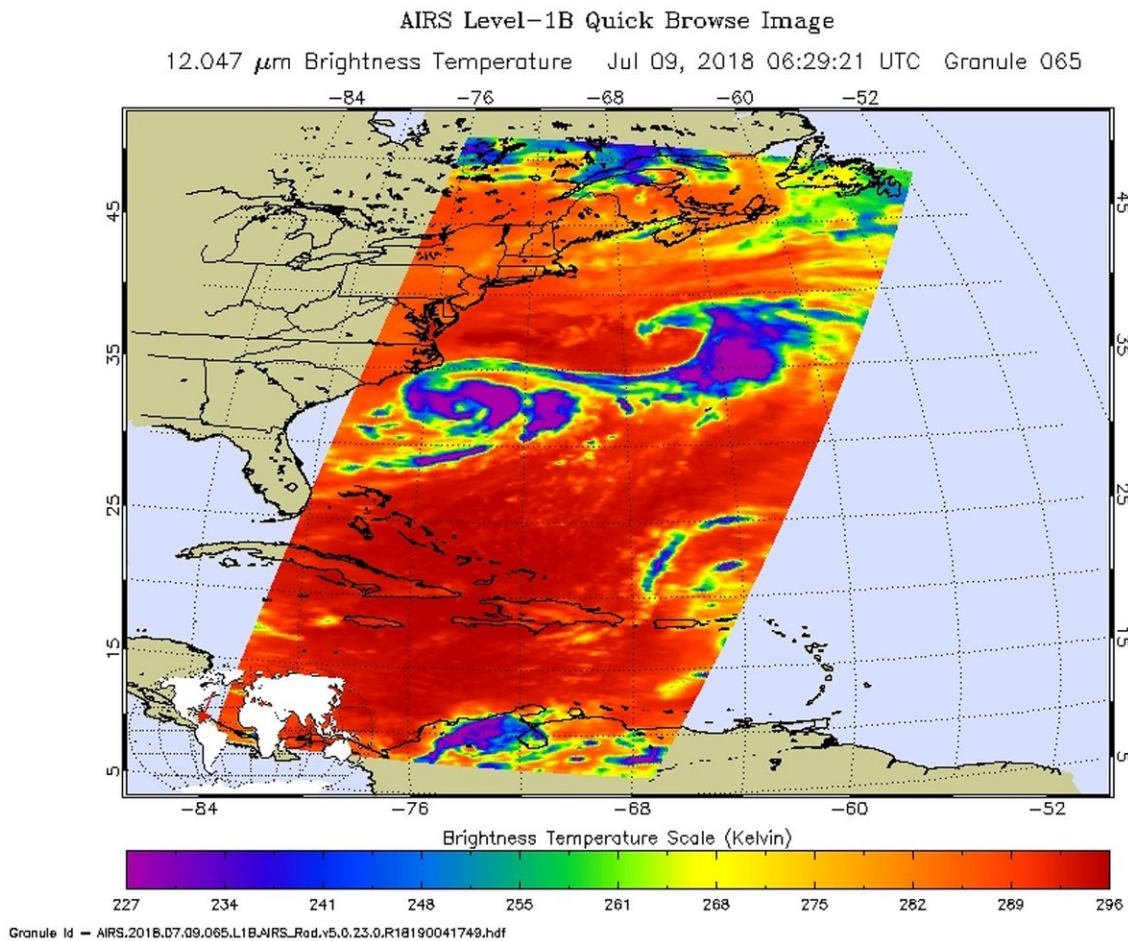 AIRS Level-1B Quick Browse Image
12.047 μm Brightness Temperature Jul 09, 2018 06:29:21 UTC Granule 065
-84 -76 -68 -60 -52
45 45
35 35
25 25
15 15
5 5
-84 -76 -68 -60 -52
Brightness Temperature Scale (Kelvin)
227 234 241 248 255 261 268 275 282 289 296
Granule Id - AIRS.2018.07.09.065.L1B.AIRS_Rad.v5.0.23.0.R18190041749.hdf